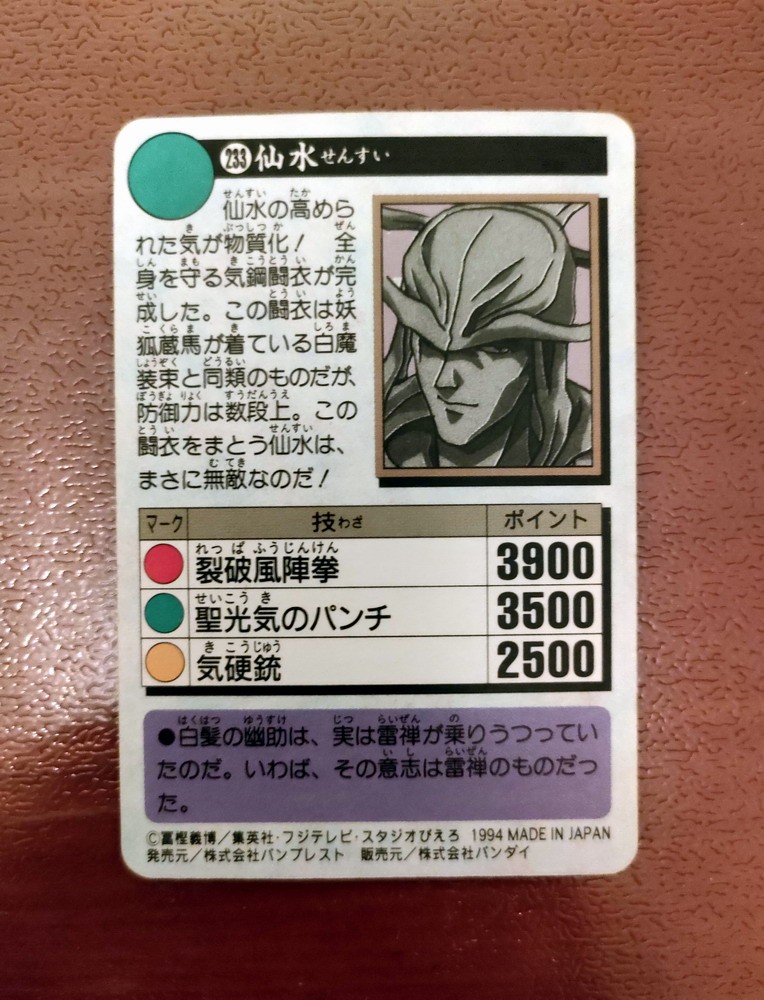 233 仙水 せんすい
仙水の高めら
れた気が物質化! 全
身を守る気鋼闘衣が完
成した。この闘衣は妖
狐蔵馬が着ている白魔
装束と同類のものだが、
防御力は数段上。この
闘衣をまとう仙水は、
まさに無敵なのだ!
マーク 技わざ ポイント
裂破風陣拳 3900
聖光気のパンチ 3500
気硬銃 2500
●白髪の幽助は、実は雷禅が乗りうつってい
たのだ。いわば、その意志は雷禅のものだっ
た。
©冨樫義博/集英社・フジテレビ・スタジオぴえろ 1994 MADE IN JAPAN
発売元/株式会社バンプレスト 販売元/株式会社バンダイ